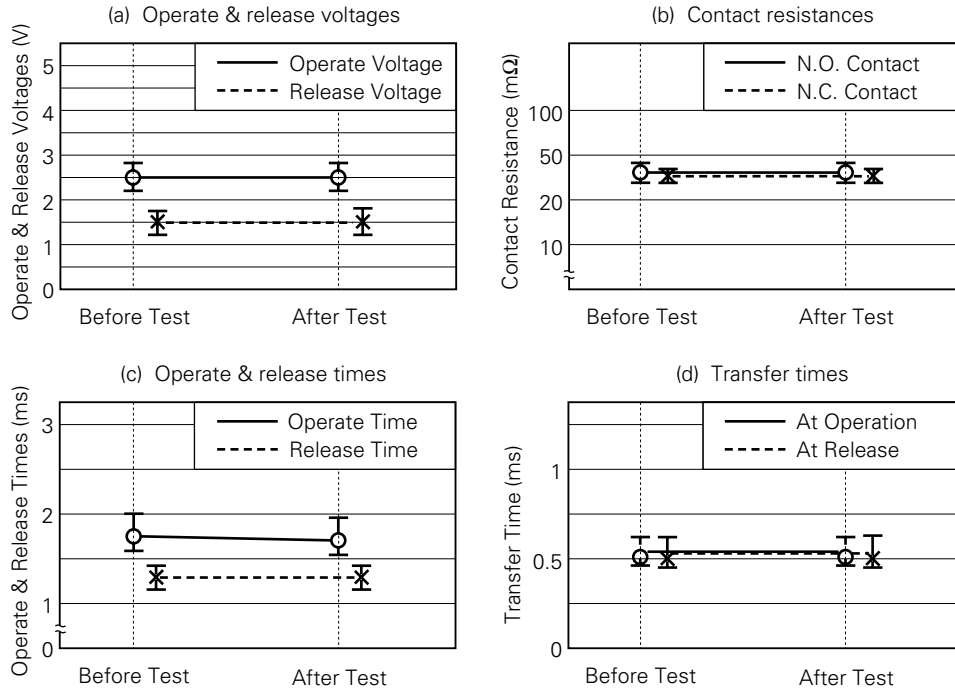 (a) Operate & release voltages
Operate & Release Voltages (V)
5
4
3
2
1
0
Operate Voltage
Release Voltage
Before Test
After Test
(b) Contact resistances
Contact Resistance (mΩ)
100
50
20
10
N.O. Contact
N.C. Contact
Before Test
After Test
(c) Operate & release times
Operate & Release Times (ms)
3
2
1
0
Operate Time
Release Time
Before Test
After Test
(d) Transfer times
Transfer Time (ms)
1
0.5
0
At Operation
At Release
Before Test
After Test